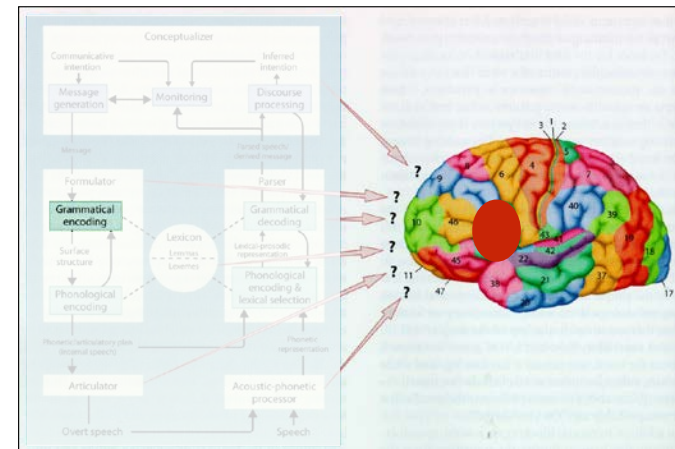 Conceptualizer
Communicative
intention
Inferred
intention
Message
generation
Monitoring
Discourse
processing
Message
Parsed speech
derived message
Formulator
Parser
Grammatical
encoding
Grammatical
decoding
Lexicon
Lemmas
Lexemes
Surface
structure
Lexical-prosodic
representation
Phonological
encoding
Phonological
encoding &
lexical selection
Phonetic/articulatory plan
(internal speech)
Phonetic
representation
Articulator
Acoustic-phonetic
processor
Overt speech
Speech
?
?
?
?
?
?
1
3
2
5
8
6
4
7
9
40
39
10
46
43
41
42
19
18
22
11
45
21
37
38
47
20
17